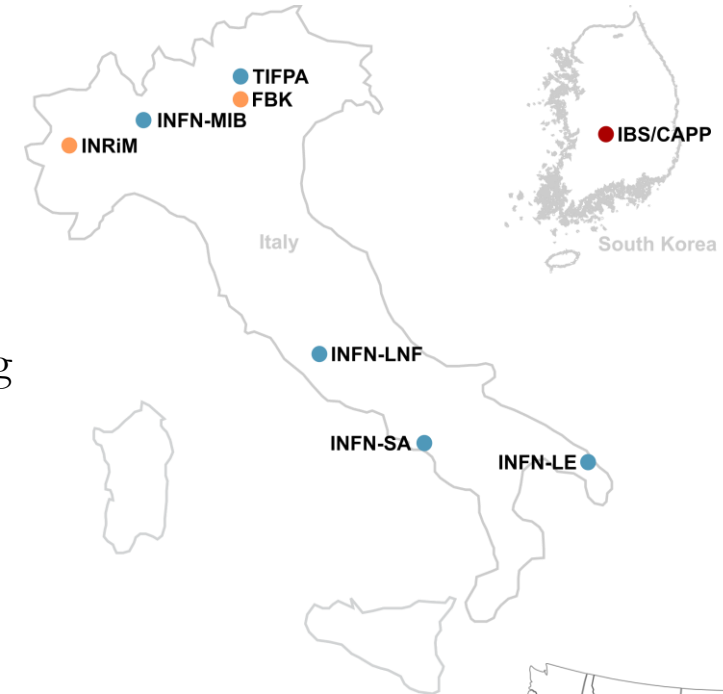 TIFPA
FBK
INFN-MIB
INRiM
IBS/CAPP
Italy
South Korea
INFN-LNF
g
INFN-SA
INFN-LE